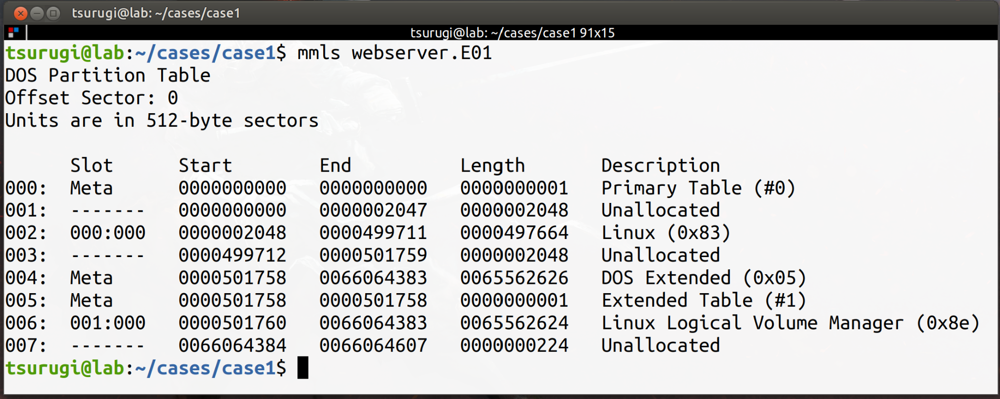 tsurugi@lab: ~/cases/case1
tsurugi@lab: ~/cases/case1 91x15
tsurugi@lab:~/cases/case1$ mmls webserver.E01
DOS Partition Table
Offset Sector: 0
Units are in 512-byte sectors
      Slot      Start        End          Length       Description
000:  Meta      0000000000   0000000000   0000000001   Primary Table (#0)
001:  -------   0000000000   0000002047   0000002048   Unallocated
002:  000:000   0000002048   0000499711   0000497664   Linux (0x83)
003:  -------   0000499712   0000501759   0000002048   Unallocated
004:  Meta      0000501758   0066064383   0065562626   DOS Extended (0x05)
005:  Meta      0000501758   0000501758   0000000001   Extended Table (#1)
006:  001:000   0000501760   0066064383   0065562624   Linux Logical Volume Manager (0x8e)
007:  -------   0066064384   0066064607   0000000224   Unallocated
tsurugi@lab:~/cases/case1$